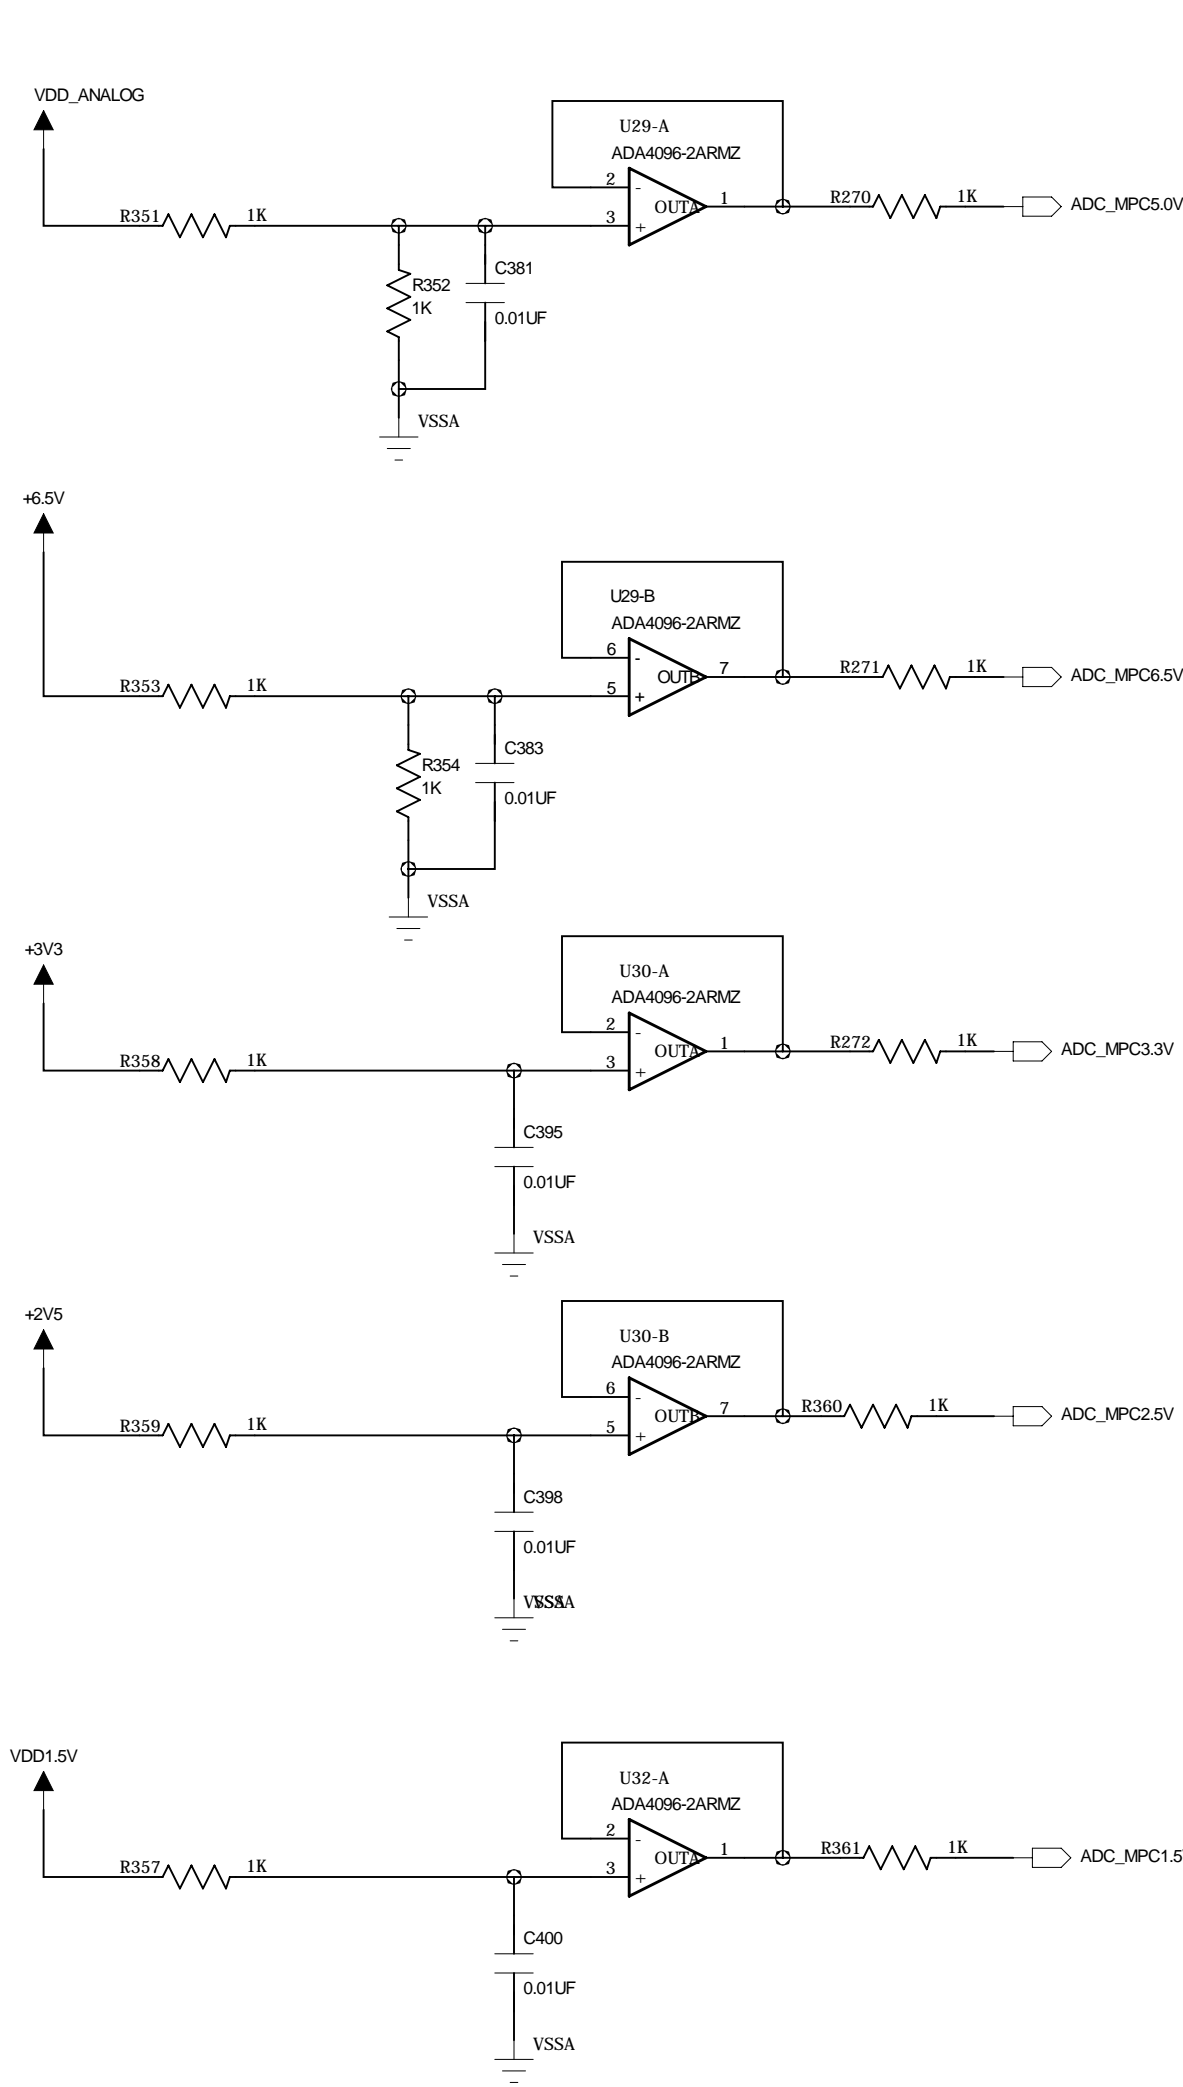 VDD_ANALOG
U29-A
ADA4096-2ARMZ
2
-
OUTA
1
R270
1K
ADC_MPC5.0V
R351
1K
3
+
C381
R352
1K
0.01UF
VSSA
+6.5V
U29-B
ADA4096-2ARMZ
6
-
OUTB
7
R271
1K
ADC_MPC6.5V
R353
1K
5
+
C383
R354
1K
0.01UF
VSSA
+3V3
U30-A
ADA4096-2ARMZ
2
-
OUTA
1
R272
1K
ADC_MPC3.3V
R358
1K
3
+
C395
0.01UF
VSSA
+2V5
U30-B
ADA4096-2ARMZ
6
-
OUTB
7
R360
1K
ADC_MPC2.5V
R359
1K
5
+
C398
0.01UF
VSSA
VDD1.5V
U32-A
ADA4096-2ARMZ
2
-
OUTA
1
R361
1K
ADC_MPC1.5
R357
1K
3
+
C400
0.01UF
VSSA